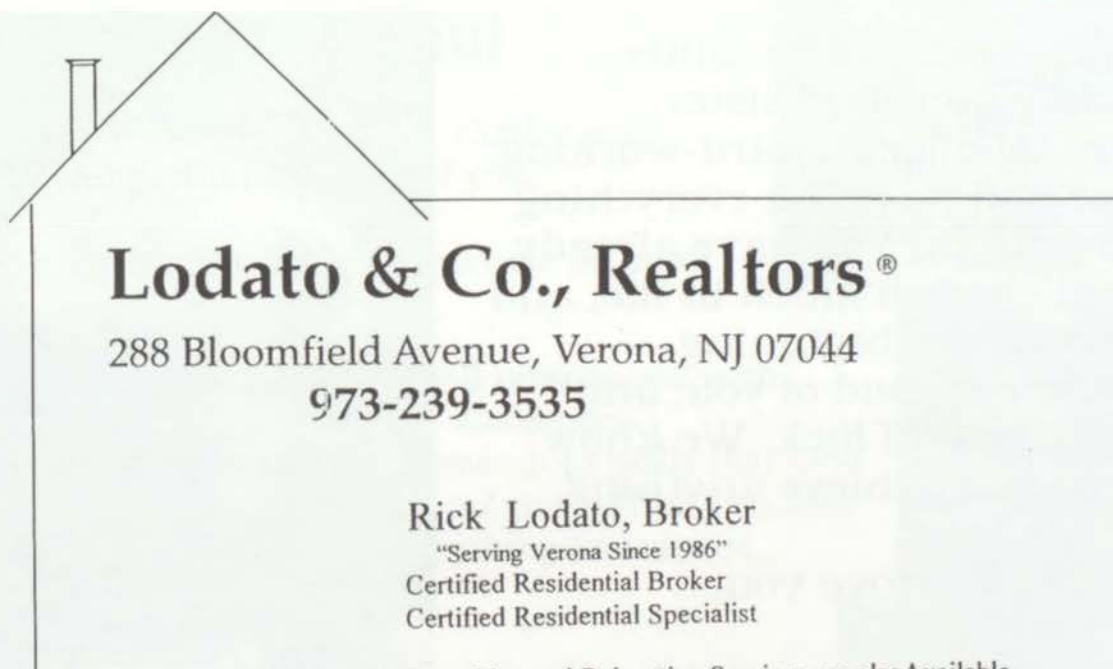 Lodato & Co., Realtors®
288 Bloomfield Avenue, Verona, NJ 07044
973-239-3535
Rick Lodato, Broker
“Serving Verona Since 1986”
Certified Residential Broker
Certified Residential Specialist